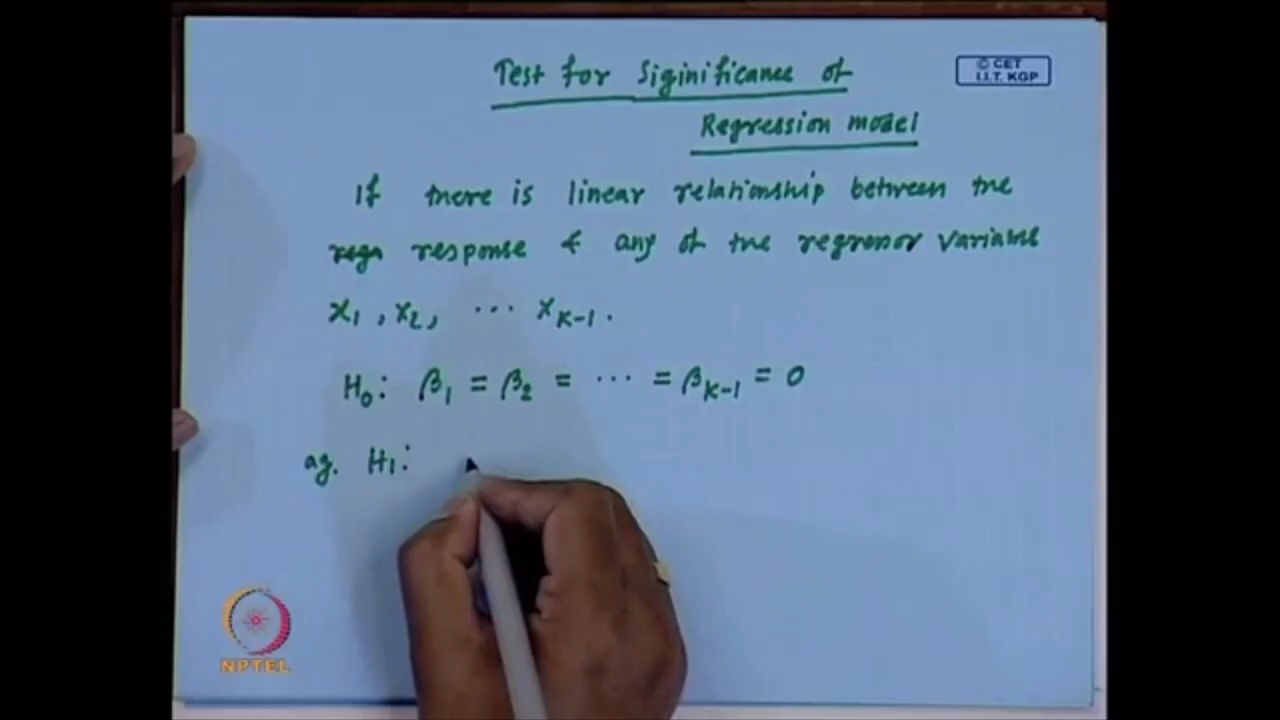 Test for Siginificance of
© CET
I.I.T. KGP
Regression model
If there is linear relationship between the
regn response & any of the regressor variable
x1, x2, ... xK-1.
H0: β1 = β2 = ... = βK-1 = 0
ag. H1:
NPTEL